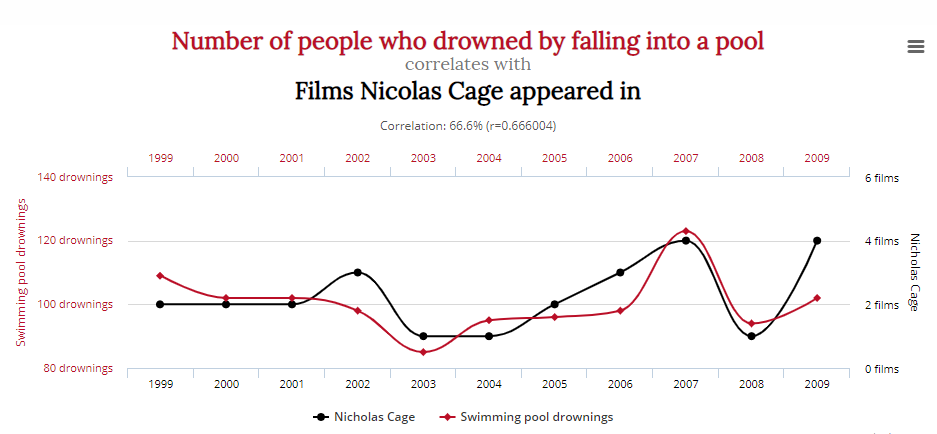 Number of people who drowned by falling into a pool
correlates with
Films Nicolas Cage appeared in
Correlation: 66.6% (r=0.666004)
1999 2000 2001 2002 2003 2004 2005 2006 2007 2008 2009
140 drownings 6 films
120 drownings 4 films
100 drownings 2 films
80 drownings 0 films
Swimming pool drownings
Nicholas Cage
1999 2000 2001 2002 2003 2004 2005 2006 2007 2008 2009
Nicholas Cage Swimming pool drownings